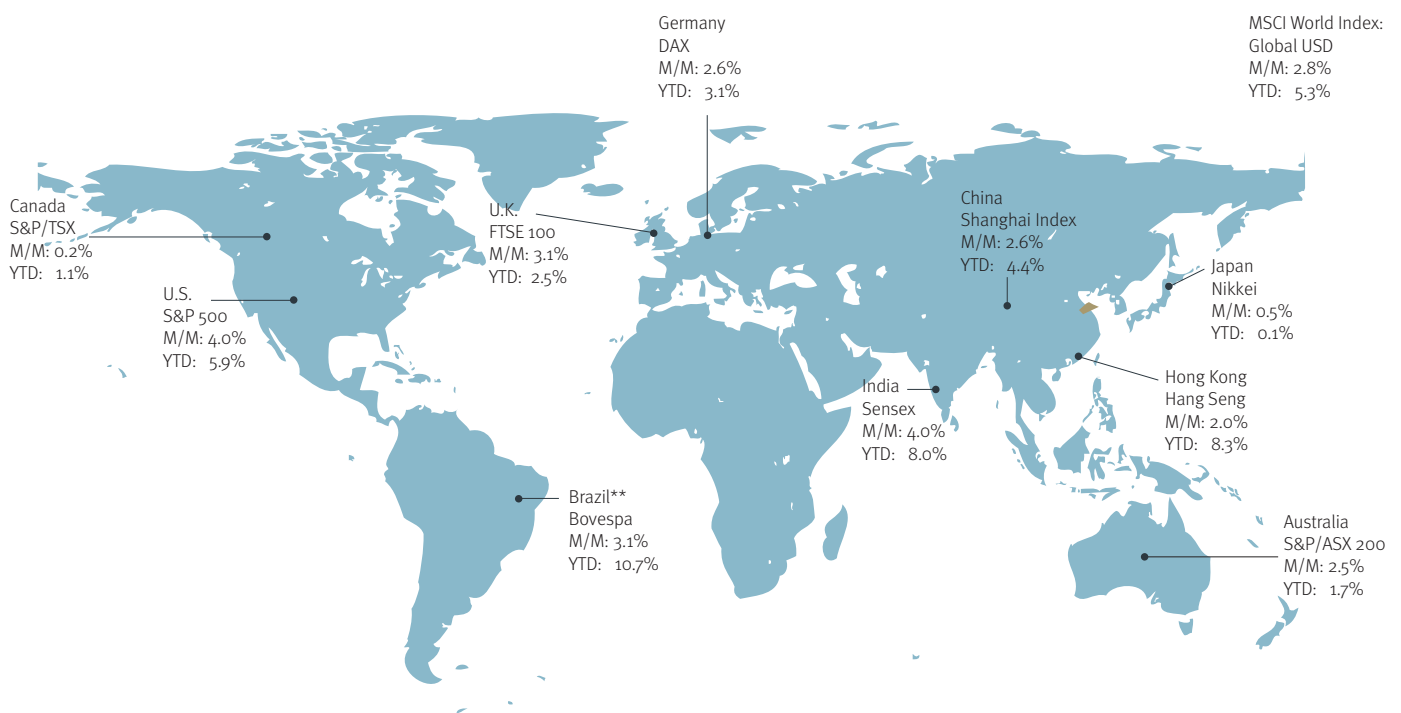 Germany
DAX
M/M: 2.6%
YTD: 3.1%
MSCI World Index:
Global USD
M/M: 2.8%
YTD: 5.3%
Canada
S&P/TSX
M/M: 0.2%
YTD: 1.1%
U.K.
FTSE 100
M/M: 3.1%
YTD: 2.5%
China
Shanghai Index
M/M: 2.6%
YTD: 4.4%
Japan
Nikkei
M/M: 0.5%
YTD: 0.1%
U.S.
S&P 500
M/M: 4.0%
YTD: 5.9%
India
Sensex
M/M: 4.0%
YTD: 8.0%
Hong Kong
Hang Seng
M/M: 2.0%
YTD: 8.3%
Brazil**
Bovespa
M/M: 3.1%
YTD: 10.7%
Australia
S&P/ASX 200
M/M: 2.5%
YTD: 1.7%